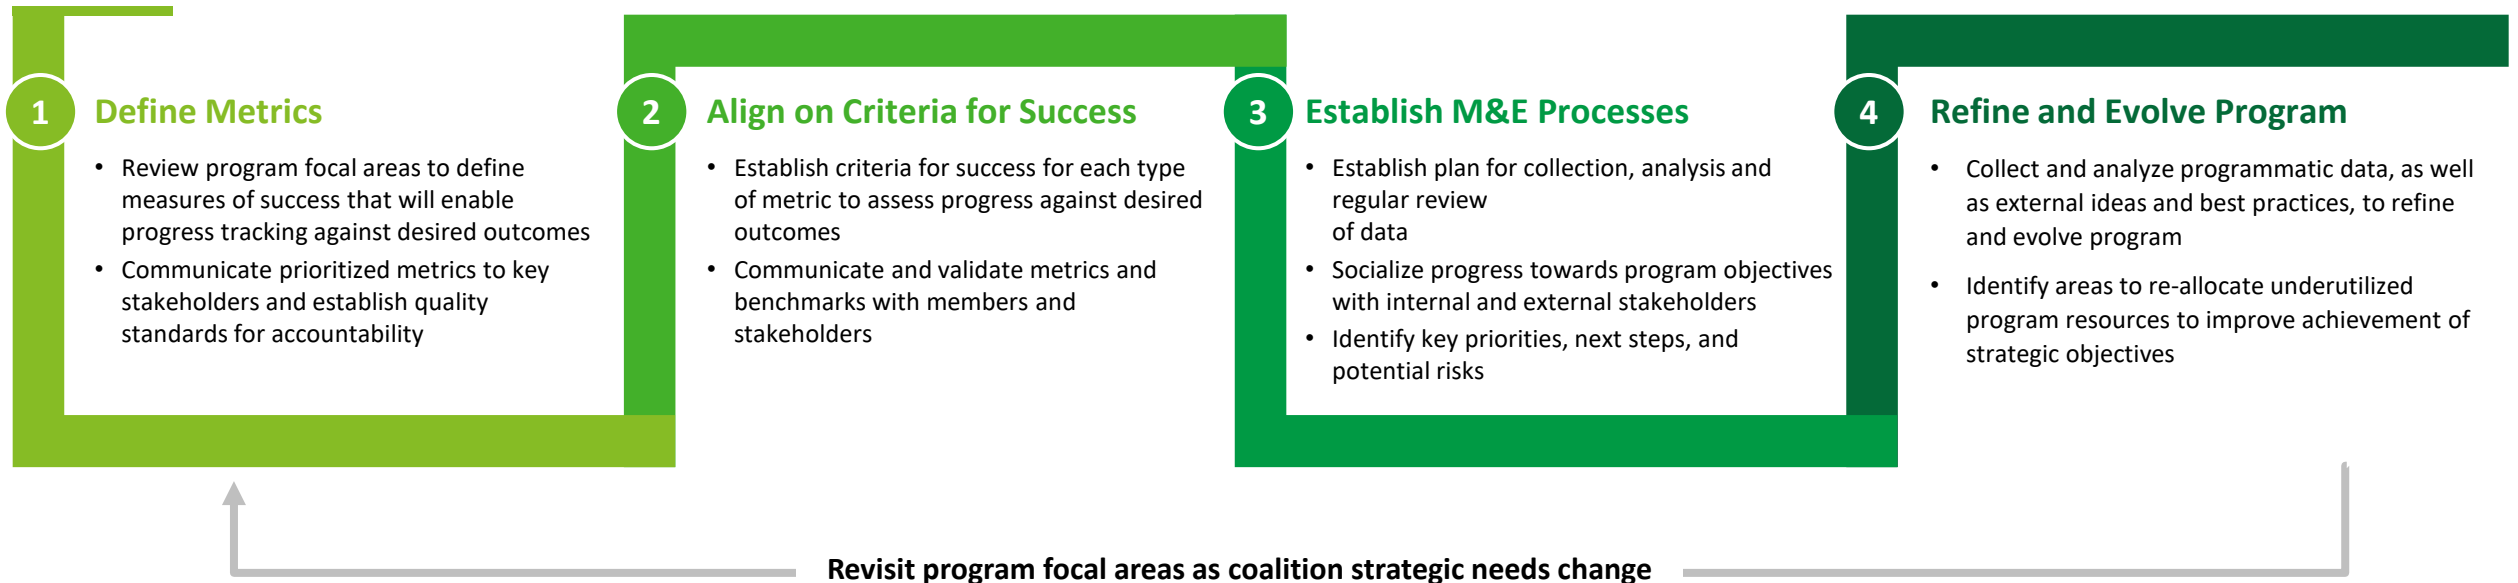 1
Define Metrics
• Review program focal areas to define
measures of success that will enable
progress tracking against desired outcomes
• Communicate prioritized metrics to key
stakeholders and establish quality
standards for accountability
2
Align on Criteria for Success
• Establish criteria for success for each type
of metric to assess progress against desired
outcomes
• Communicate and validate metrics and
benchmarks with members and
stakeholders
3
Establish M&E Processes
• Establish plan for collection, analysis and
regular review
of data
• Socialize progress towards program objectives
with internal and external stakeholders
• Identify key priorities, next steps, and
potential risks
4
Refine and Evolve Program
• Collect and analyze programmatic data, as well
as external ideas and best practices, to refine
and evolve program
• Identify areas to re-allocate underutilized
program resources to improve achievement of
strategic objectives
Revisit program focal areas as coalition strategic needs change